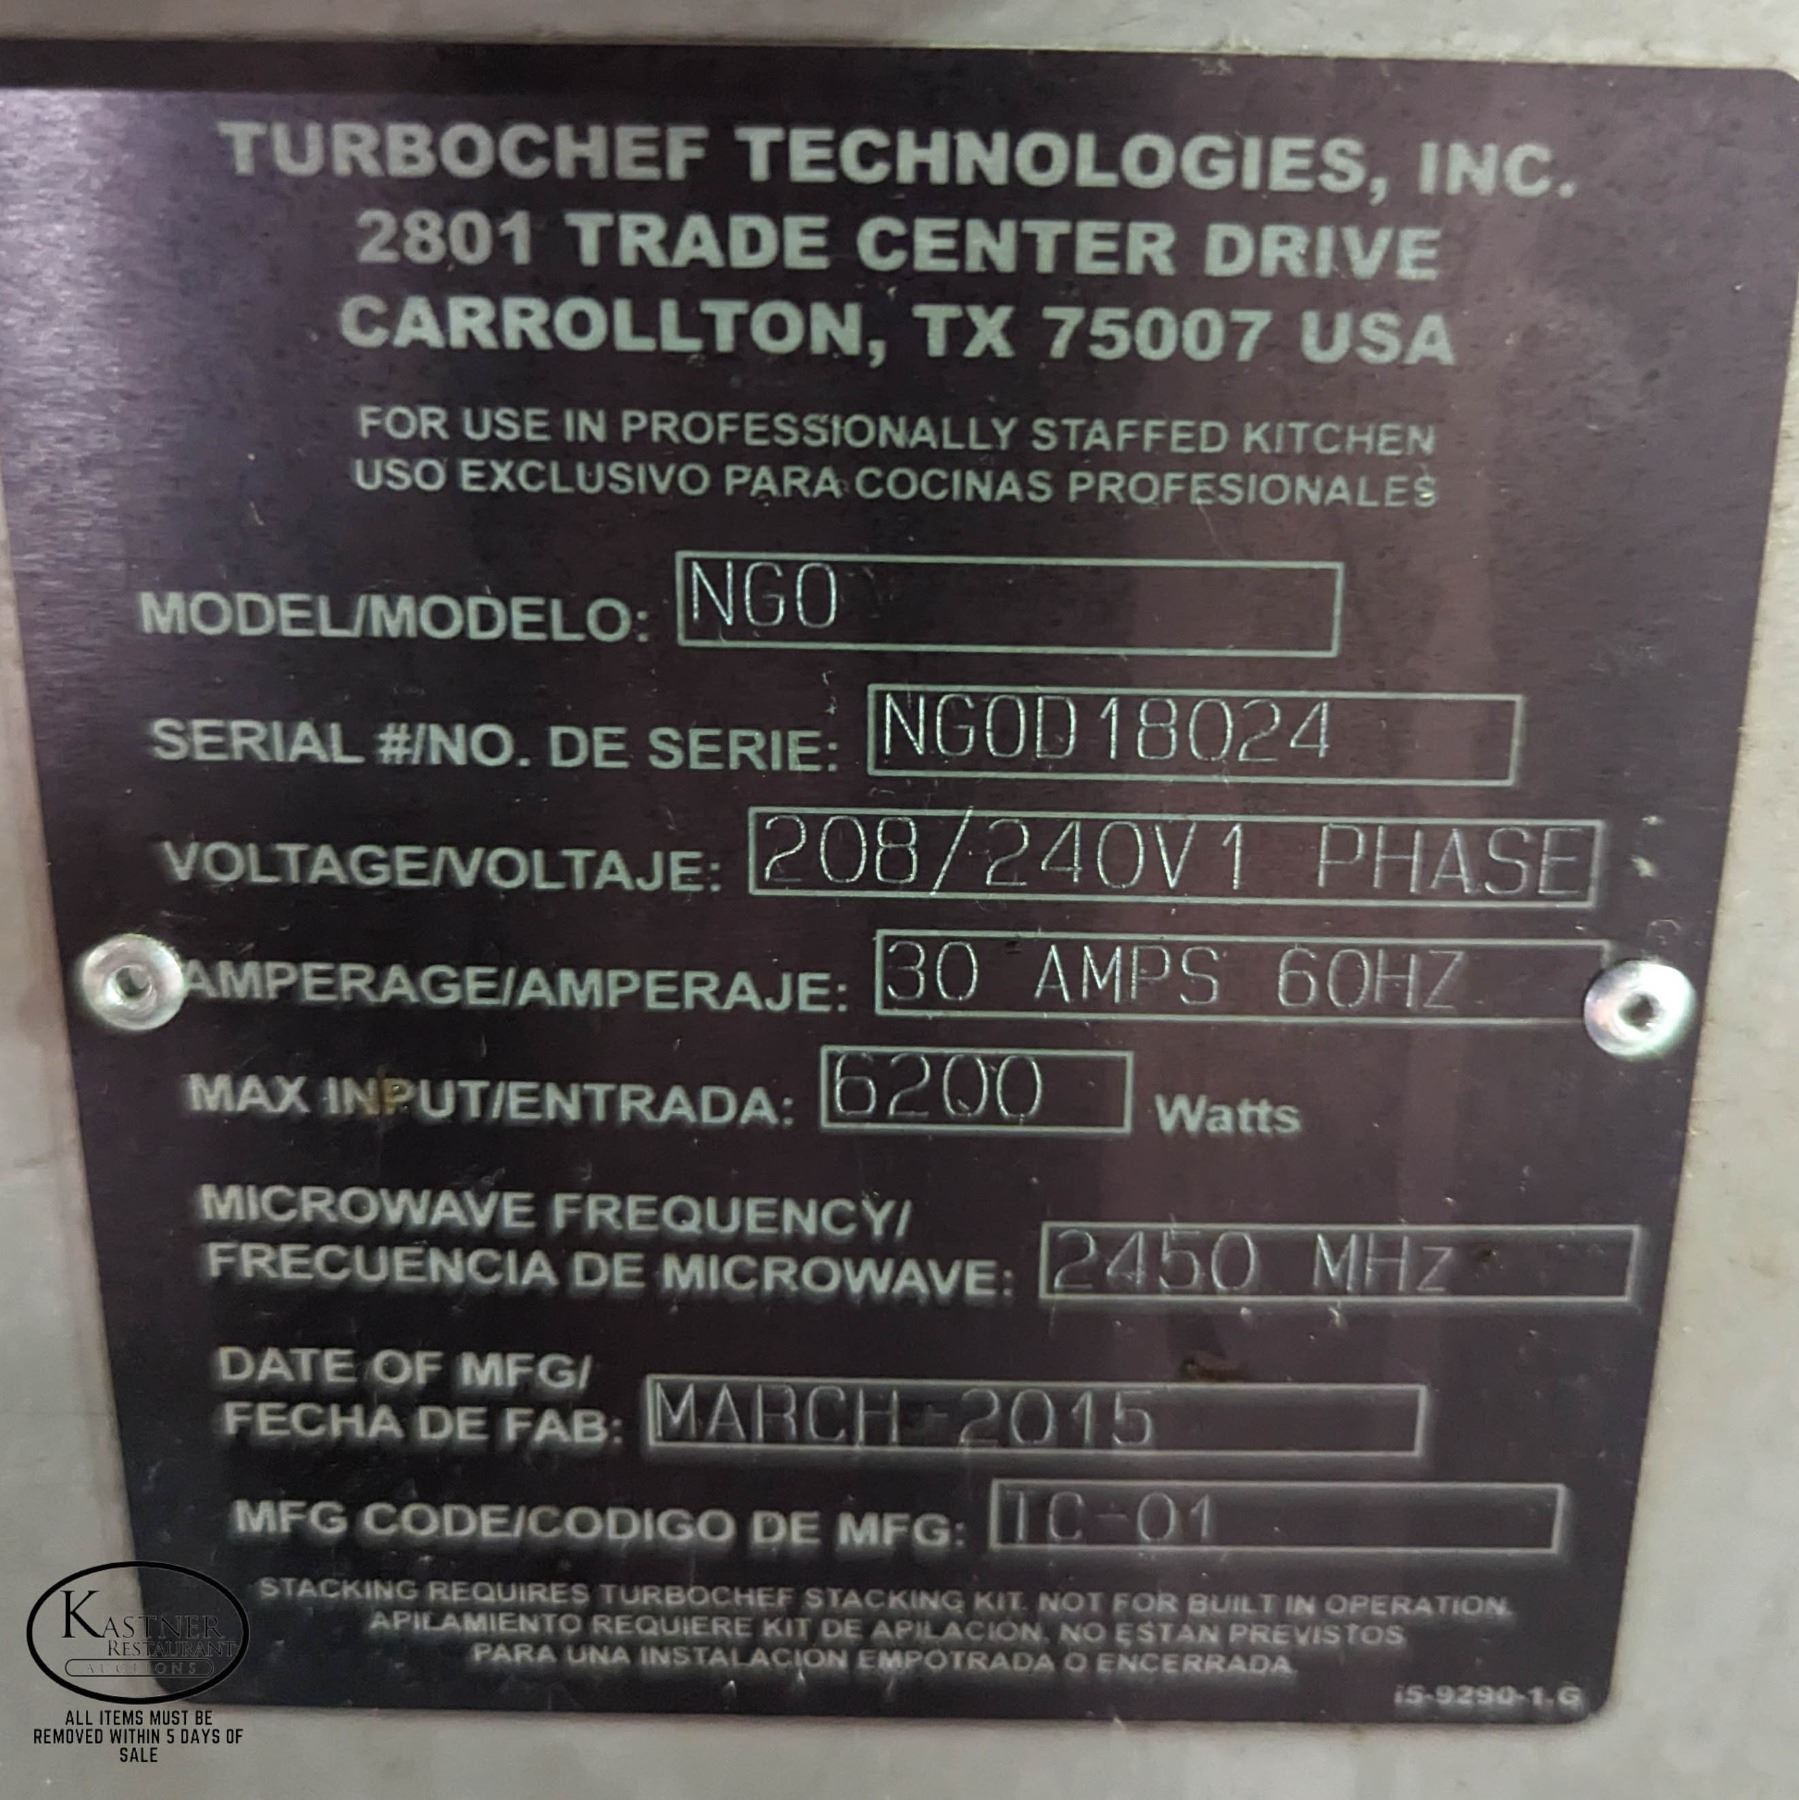 TURBOCHEF TECHNOLOGIES, INC.
2801 TRADE CENTER DRIVE
CARROLLTON, TX 75007 USA
FOR USE IN PROFESSIONALLY STAFFED KITCHEN
USO EXCLUSIVO PARA COCINAS PROFESIONALES
MODEL/MODELO: NGO
SERIAL #/NO. DE SERIE: NGOD18024
VOLTAGE/VOLTAJE: 208/240V1 PHASE
AMPERAGE/AMPERAJE: 30 AMPS 60HZ
MAX INPUT/ENTRADA: 6200 Watts
MICROWAVE FREQUENCY/
FRECUENCIA DE MICROWAVE: 2450 MHz
DATE OF MFG/
FECHA DE FAB: MARCH-2015
MFG CODE/CODIGO DE MFG: TC-01
STACKING REQUIRES TURBOCHEF STACKING KIT. NOT FOR BUILT IN OPERATION.
APILAMIENTO REQUIERE KIT DE APILACION. NO ESTAN PREVISTOS
PARA UNA INSTALACION EMPOTRADA O ENCERRADA
i5-9290-1.G
KASTNER
RESTAURANT
AUCTIONS
ALL ITEMS MUST BE
REMOVED WITHIN 5 DAYS OF
SALE